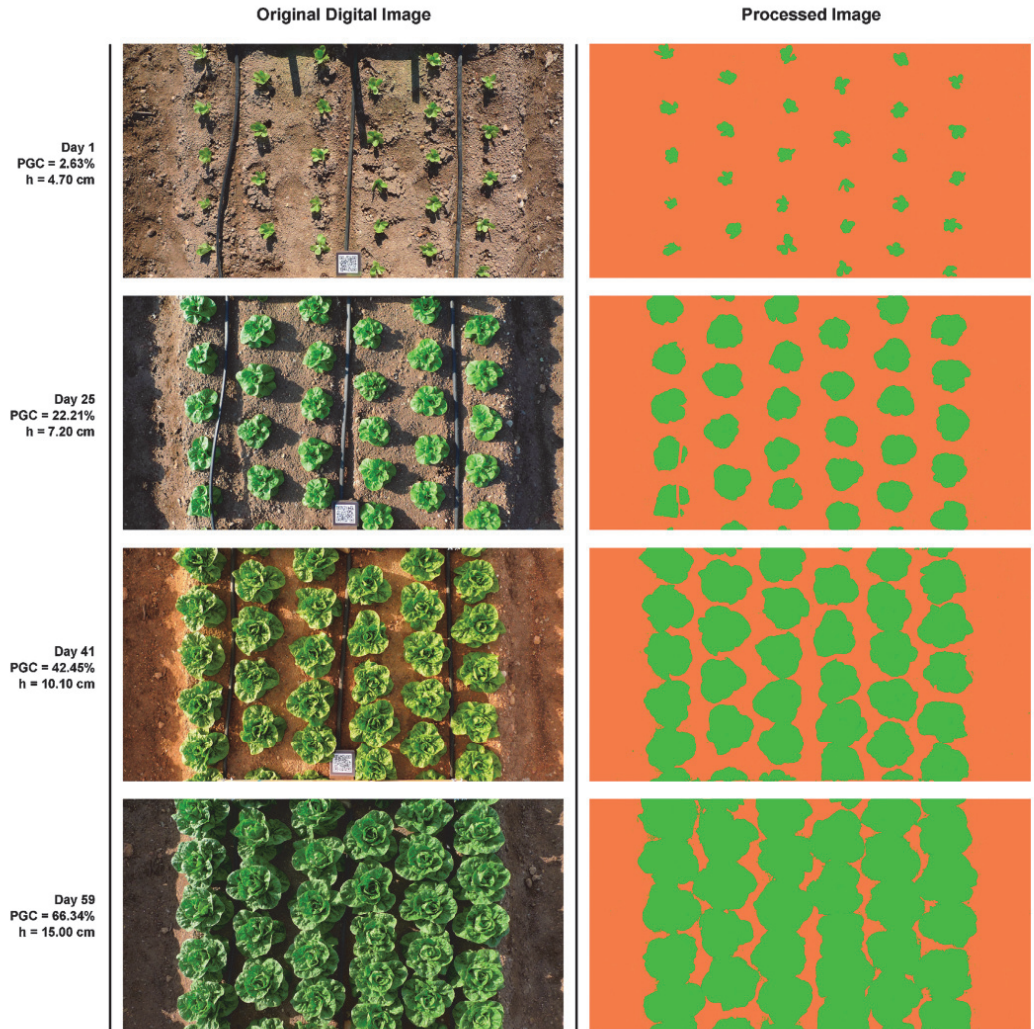 Original Digital Image
Processed Image
Day 1
PGC = 2.63%
h = 4.70 cm
Day 25
PGC = 22.21%
h = 7.20 cm
Day 41
PGC = 42.45%
h = 10.10 cm
Day 59
PGC = 66.34%
h = 15.00 cm